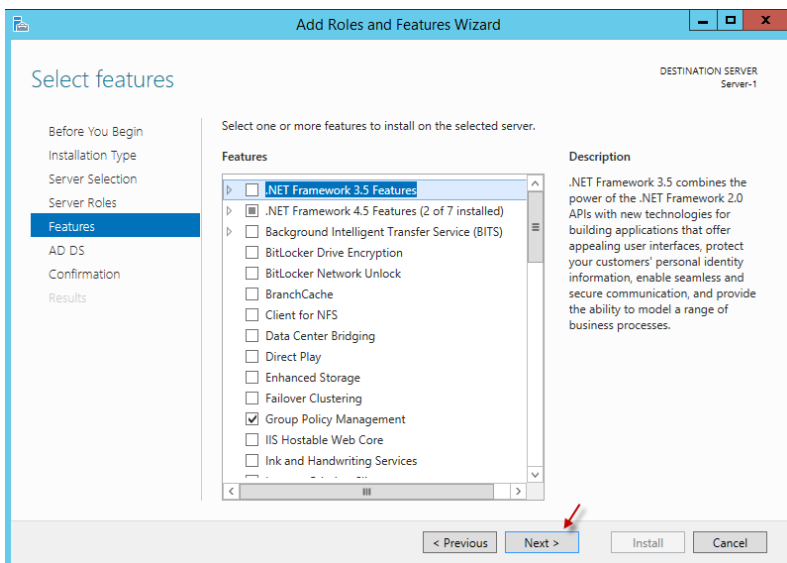 Add Roles and Features Wizard
Select features
DESTINATION SERVER
Server-1
Before You Begin
Installation Type
Server Selection
Server Roles
Features
AD DS
Confirmation
Results
Select one or more features to install on the selected server.
Features
.NET Framework 3.5 Features
.NET Framework 4.5 Features (2 of 7 installed)
Background Intelligent Transfer Service (BITS)
BitLocker Drive Encryption
BitLocker Network Unlock
BranchCache
Client for NFS
Data Center Bridging
Direct Play
Enhanced Storage
Failover Clustering
Group Policy Management
IIS Hostable Web Core
Ink and Handwriting Services
Description
.NET Framework 3.5 combines the
power of the .NET Framework 2.0
APIs with new technologies for
building applications that offer
appealing user interfaces, protect
your customers' personal identity
information, enable seamless and
secure communication, and provide
the ability to model a range of
business processes.
< Previous
Next >
Install
Cancel